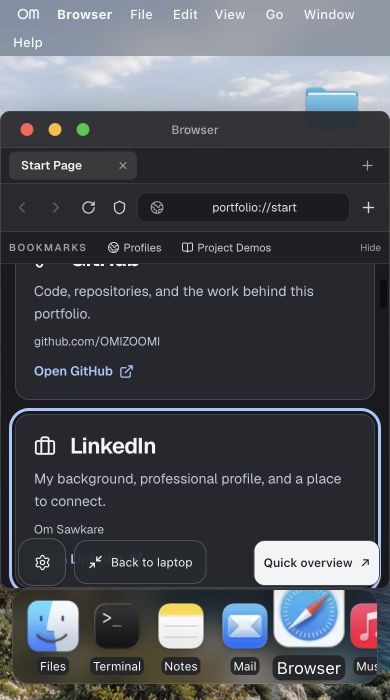 OM Browser File Edit View Go Window
Help
Browser
Start Page
portfolio://start
BOOKMARKS Profiles Project Demos Hide
GitHub
Code, repositories, and the work behind this
portfolio.
github.com/OMIZOOMI
Open GitHub
LinkedIn
My background, professional profile, and a place
to connect.
Om Sawkare
Back to laptop
Quick overview
Files Terminal Notes Mail Browser